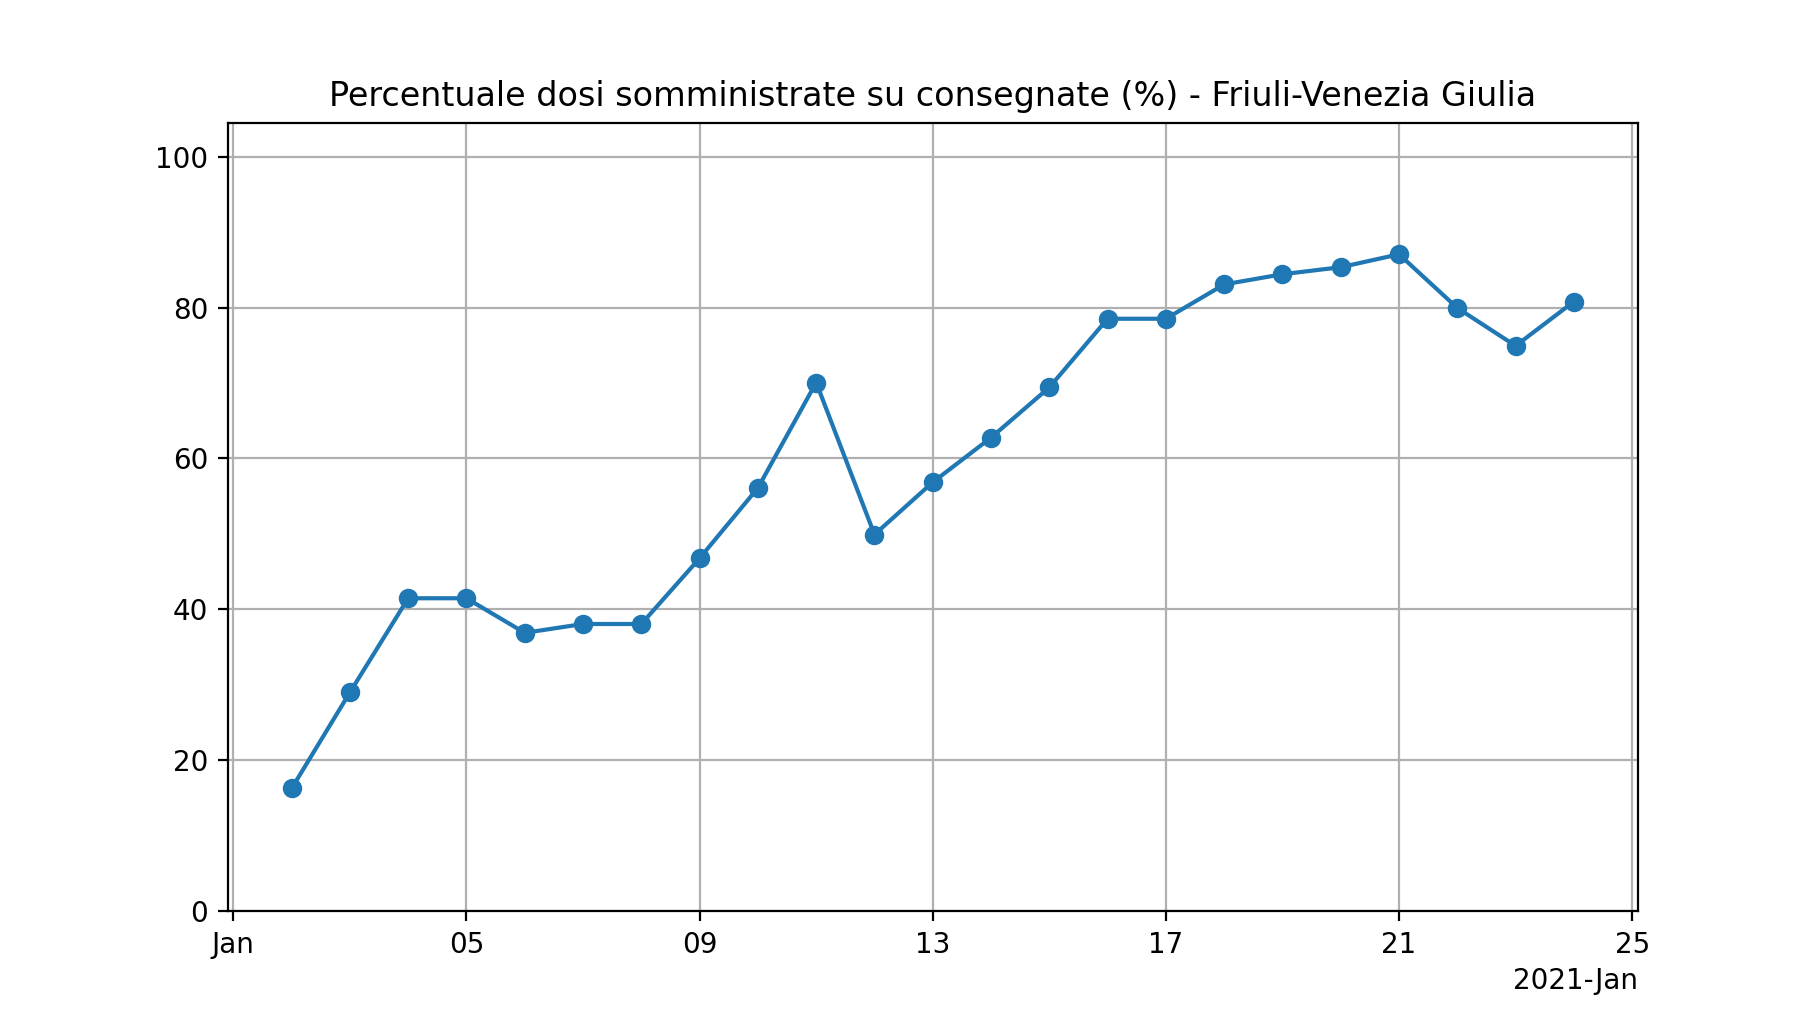 Percentuale dosi somministrate su consegnate (%) - Friuli-Venezia Giulia
100
80
60
40
20
0
Jan 05 09 13 17 21 25
2021-Jan